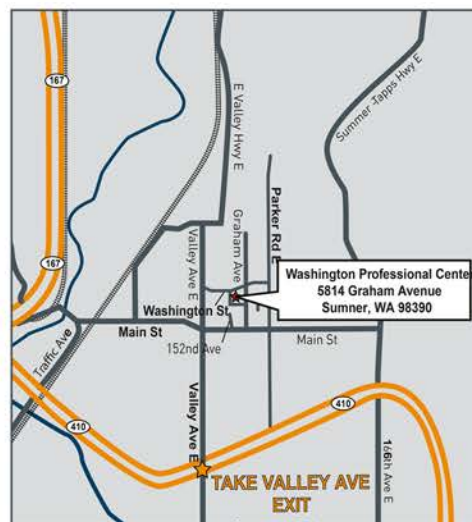 167
E Valley Hwy E
Summer -Tapps Hwy E
Parker Rd E
Graham Ave
Valley Ave E
167
Washington Professional Center
5814 Graham Avenue
Sumner, WA 98390
Washington St
Main St
Main St
152nd Ave
Traffic Ave
410
410
Valley Ave E
166th Ave E
TAKE VALLEY AVE
EXIT